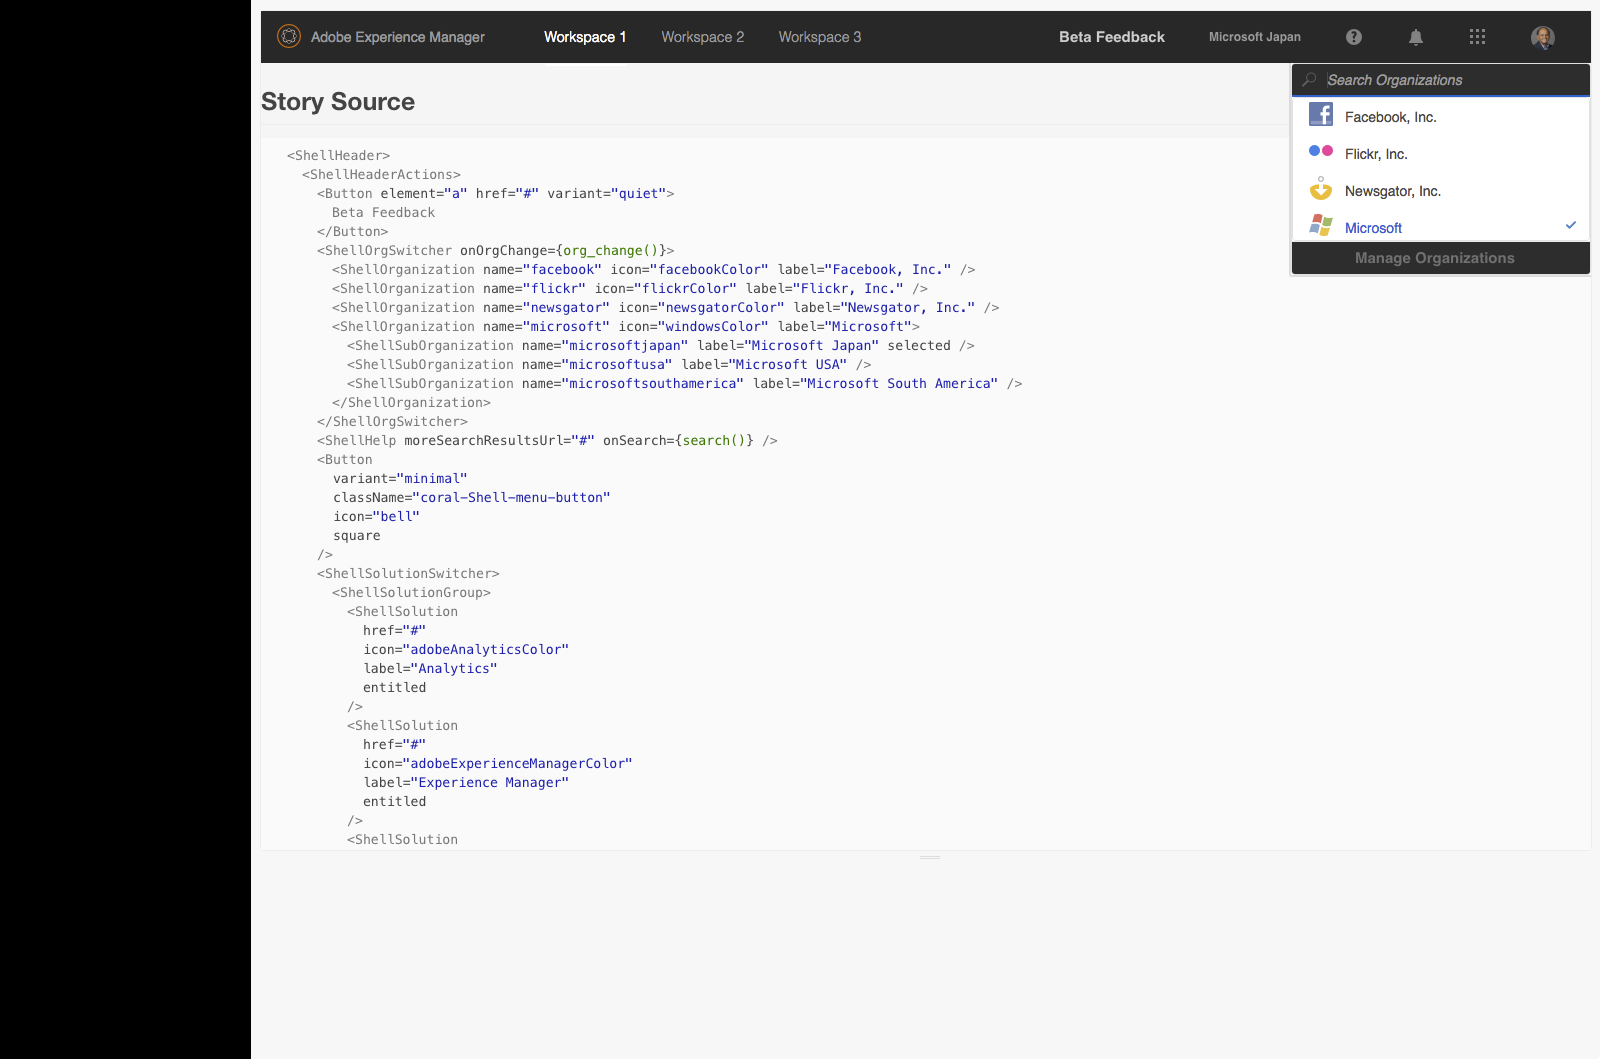 Adobe Experience Manager Workspace 1 Workspace 2 Workspace 3 Beta Feedback Microsoft Japan
Search Organizations
Facebook, Inc.
Flickr, Inc.
Newsgator, Inc.
Microsoft
Manage Organizations
Story Source
<ShellHeader>
<ShellHeaderActions>
<Button element="a" href="#" variant="quiet">
Beta Feedback
</Button>
<ShellOrgSwitcher onOrgChange={org_change()}>
<ShellOrganization name="facebook" icon="facebookColor" label="Facebook, Inc." />
<ShellOrganization name="flickr" icon="flickrColor" label="Flickr, Inc." />
<ShellOrganization name="newsgator" icon="newsgatorColor" label="Newsgator, Inc." />
<ShellOrganization name="microsoft" icon="windowsColor" label="Microsoft">
<ShellSubOrganization name="microsoftjapan" label="Microsoft Japan" selected />
<ShellSubOrganization name="microsoftusa" label="Microsoft USA" />
<ShellSubOrganization name="microsoftsouthamerica" label="Microsoft South America" />
</ShellOrganization>
</ShellOrgSwitcher>
<ShellHelp moreSearchResultsUrl="#" onSearch={search()} />
<Button
variant="minimal"
className="coral-Shell-menu-button"
icon="bell"
square
/>
<ShellSolutionSwitcher>
<ShellSolutionGroup>
<ShellSolution
href="#"
icon="adobeAnalyticsColor"
label="Analytics"
entitled
/>
<ShellSolution
href="#"
icon="adobeExperienceManagerColor"
label="Experience Manager"
entitled
/>
<ShellSolution